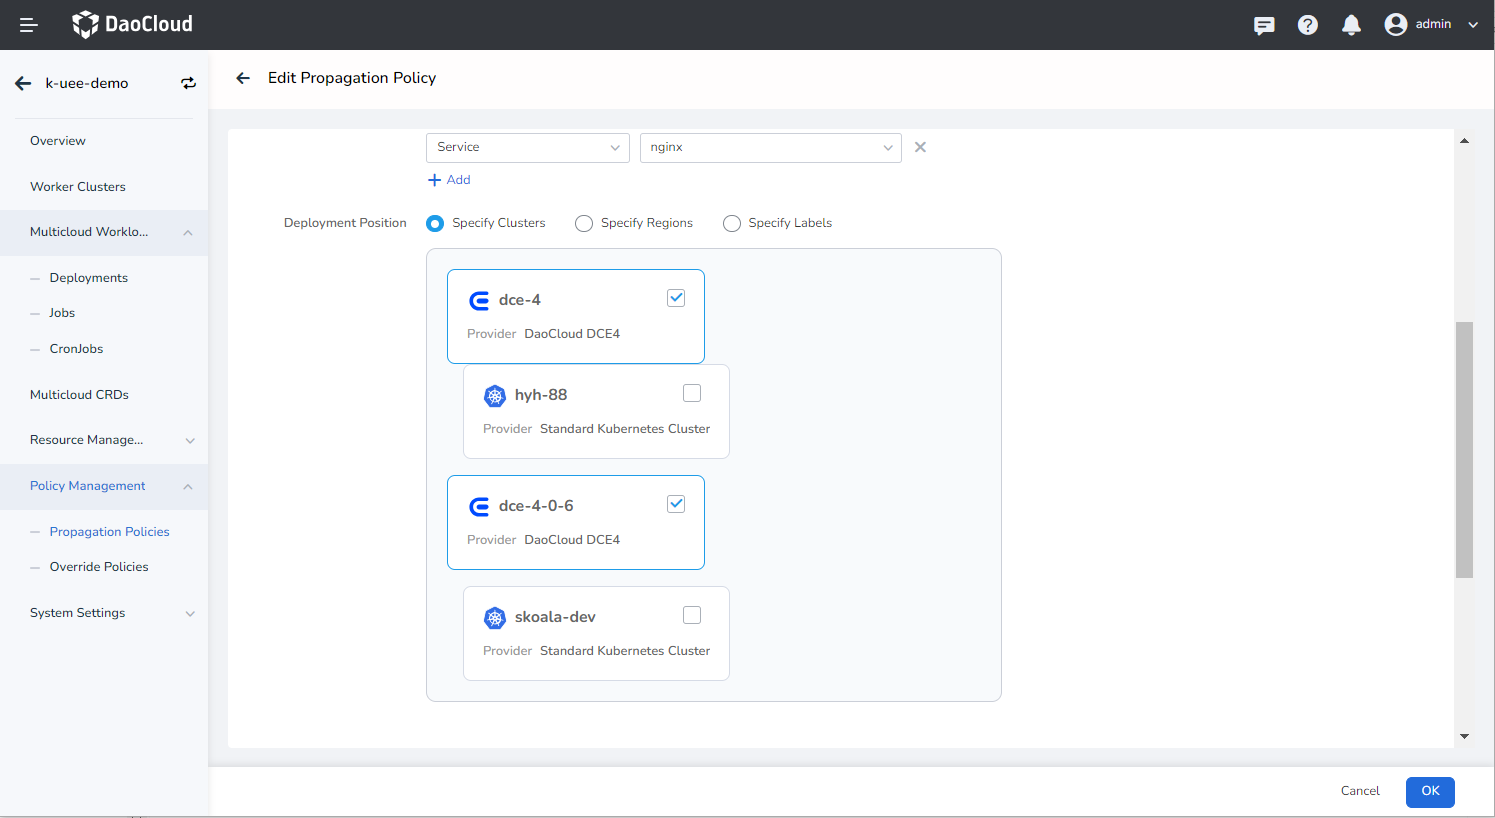 DaoCloud
admin
k-uee-demo
Edit Propagation Policy
Overview
Worker Clusters
Multicloud Worklo...
Deployments
Jobs
CronJobs
Multicloud CRDs
Resource Manage...
Policy Management
Propagation Policies
Override Policies
System Settings
Service
nginx
Add
Deployment Position
Specify Clusters
Specify Regions
Specify Labels
dce-4
Provider DaoCloud DCE4
hyh-88
Provider Standard Kubernetes Cluster
dce-4-0-6
Provider DaoCloud DCE4
skoala-dev
Provider Standard Kubernetes Cluster
Cancel
OK